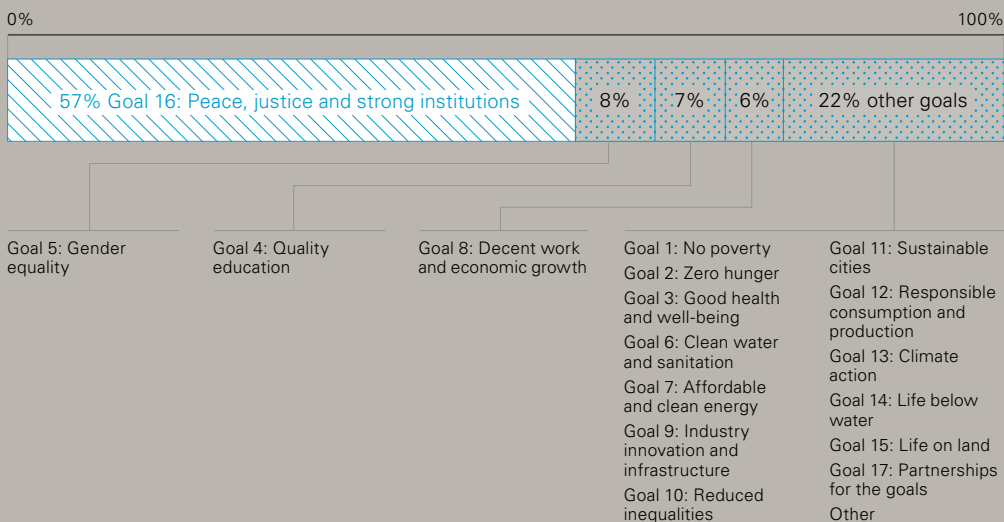 0%
100%
57% Goal 16: Peace, justice and strong institutions
8%
7%
6%
22% other goals
Goal 5: Gender
equality
Goal 4: Quality
education
Goal 8: Decent work
and economic growth
Goal 1: No poverty
Goal 2: Zero hunger
Goal 3: Good health
and well-being
Goal 6: Clean water
and sanitation
Goal 7: Affordable
and clean energy
Goal 9: Industry
innovation and
infrastructure
Goal 10: Reduced
inequalities
Goal 11: Sustainable
cities
Goal 12: Responsible
consumption and
production
Goal 13: Climate
action
Goal 14: Life below
water
Goal 15: Life on land
Goal 17: Partnerships
for the goals
Other